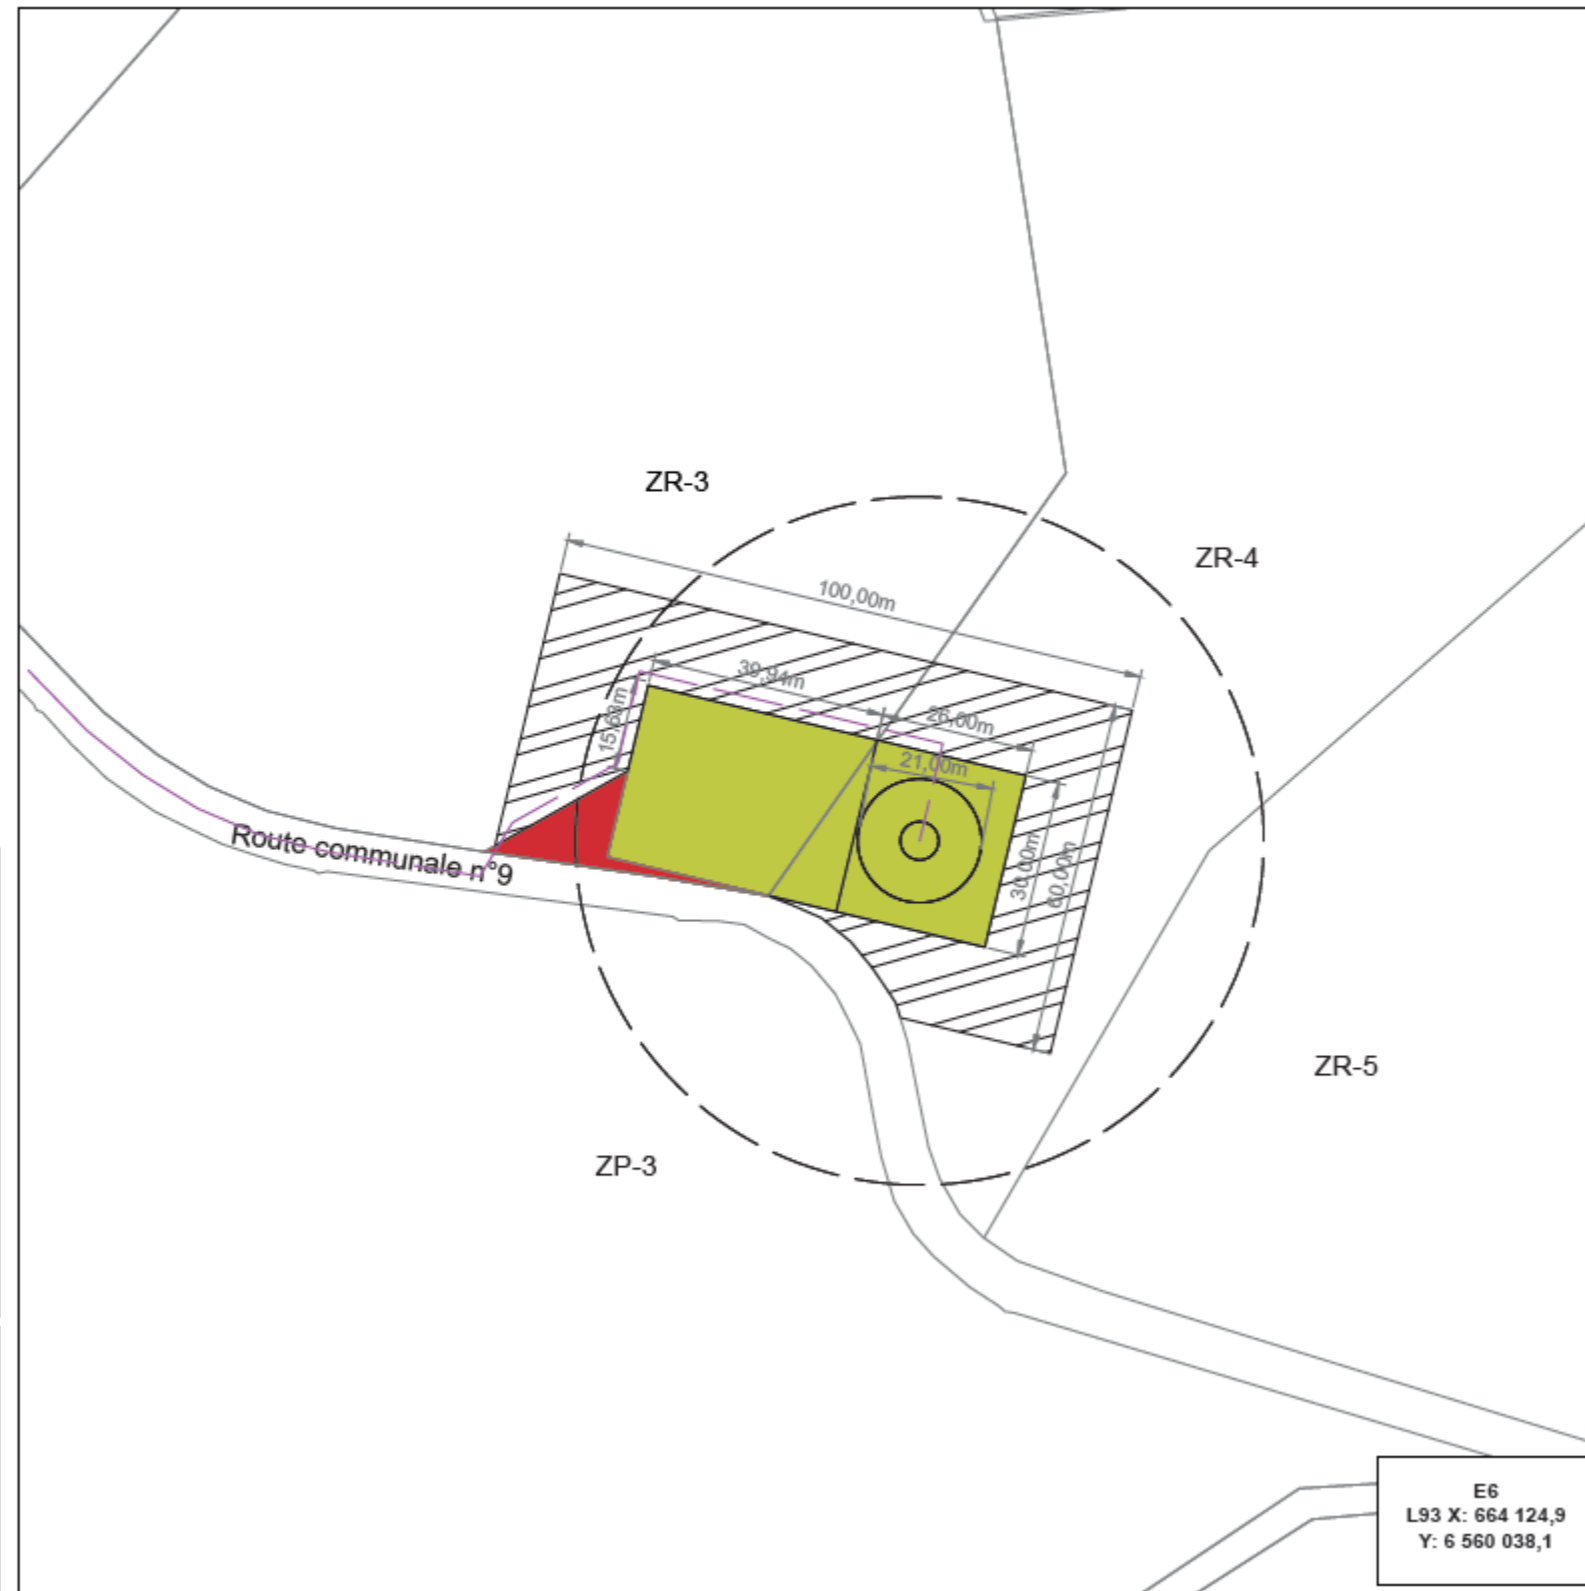 ZR-3
ZR-4
100,00m
39,94m
26,00m
15,68m
21,00m
30,00m
60,00m
Route communale n°9
ZR-5
ZP-3
E6
L93 X: 664 124,9
Y: 6 560 038,1